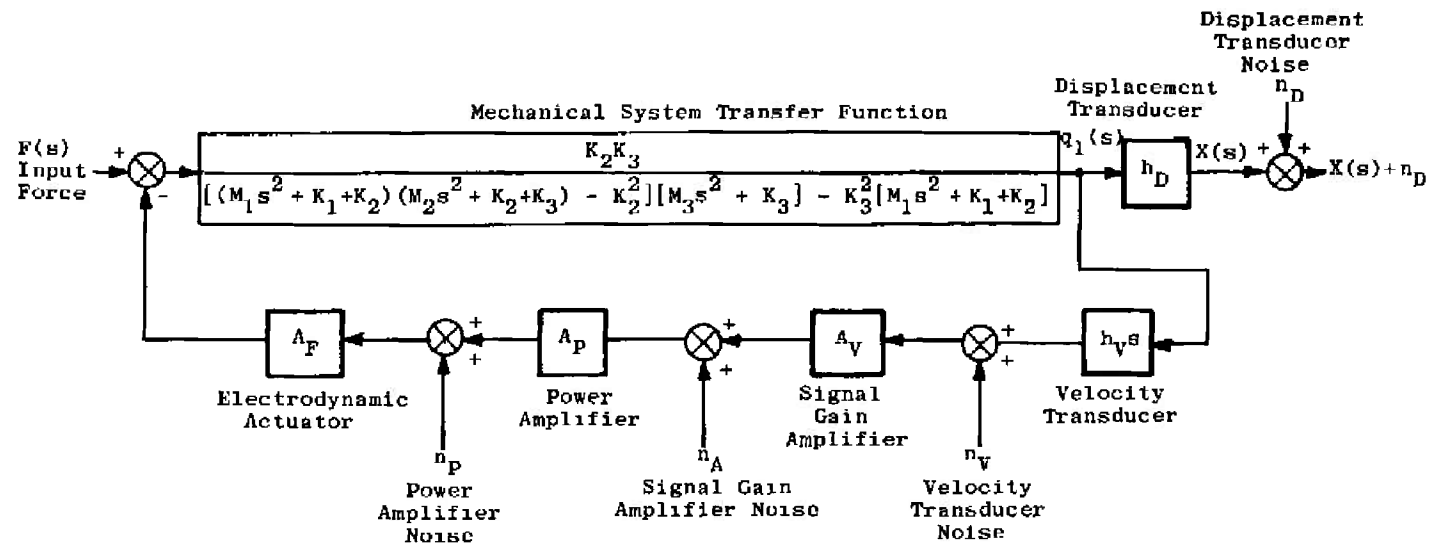 Displacement
Transducor
Noise
n_D
Displacement
Transducer
Mechanical System Transfer Function
F(s)
Input
Force
+
-
K_2K_3
[(M_1s^2 + K_1+K_2)(M_2s^2 + K_2+K_3) - K_2^2][M_3s^2 + K_3] - K_3^2[M_1s^2 + K_1+K_2]
q_1(s)
h_D
X(s)
+
+
X(s)+n_D
A_F
+
+
A_P
+
+
A_V
+
+
h_Vs
Electrodynamic
Actuator
Power
Amplifier
Signal
Gain
Amplifier
Velocity
Transducer
n_P
Power
Amplifier
Noise
n_A
Signal Gain
Amplifier Noise
n_V
Velocity
Transducer
Noise